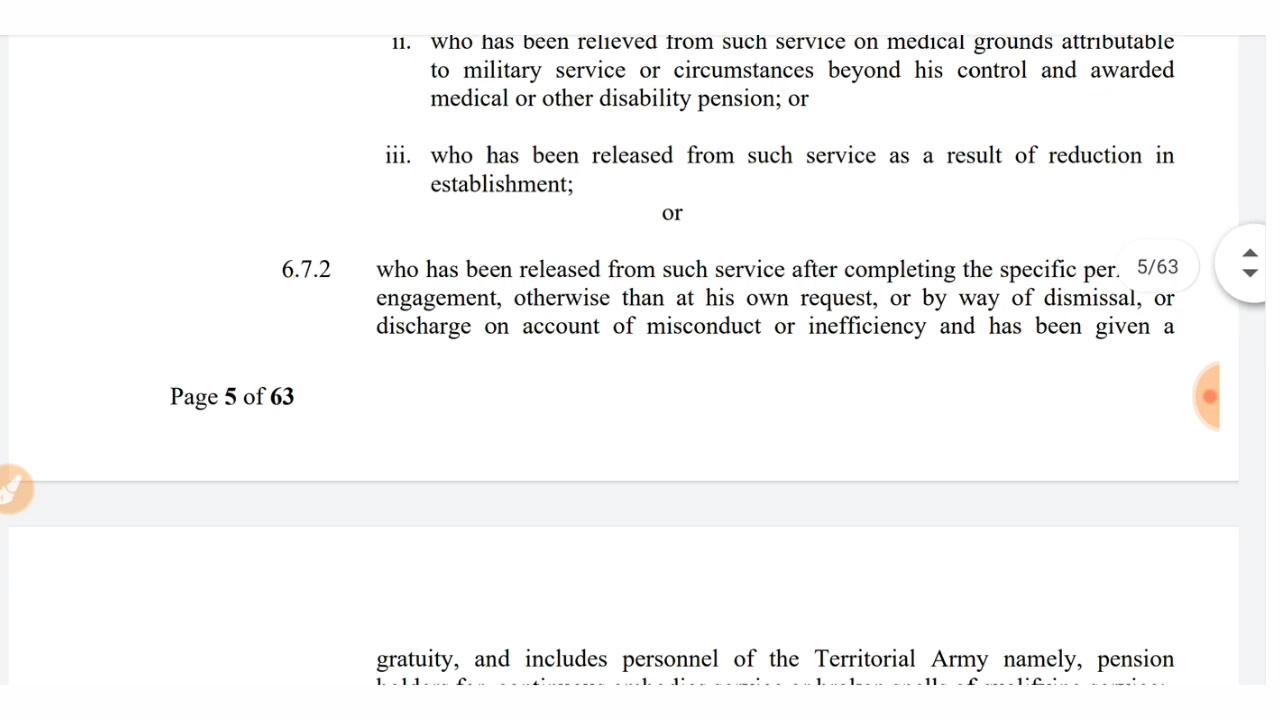 ii. who has been relieved from such service on medical grounds attributable
to military service or circumstances beyond his control and awarded
medical or other disability pension; or
iii. who has been released from such service as a result of reduction in
establishment;
or
6.7.2 who has been released from such service after completing the specific per. 5/63
engagement, otherwise than at his own request, or by way of dismissal, or
discharge on account of misconduct or inefficiency and has been given a
Page 5 of 63
gratuity, and includes personnel of the Territorial Army namely, pension